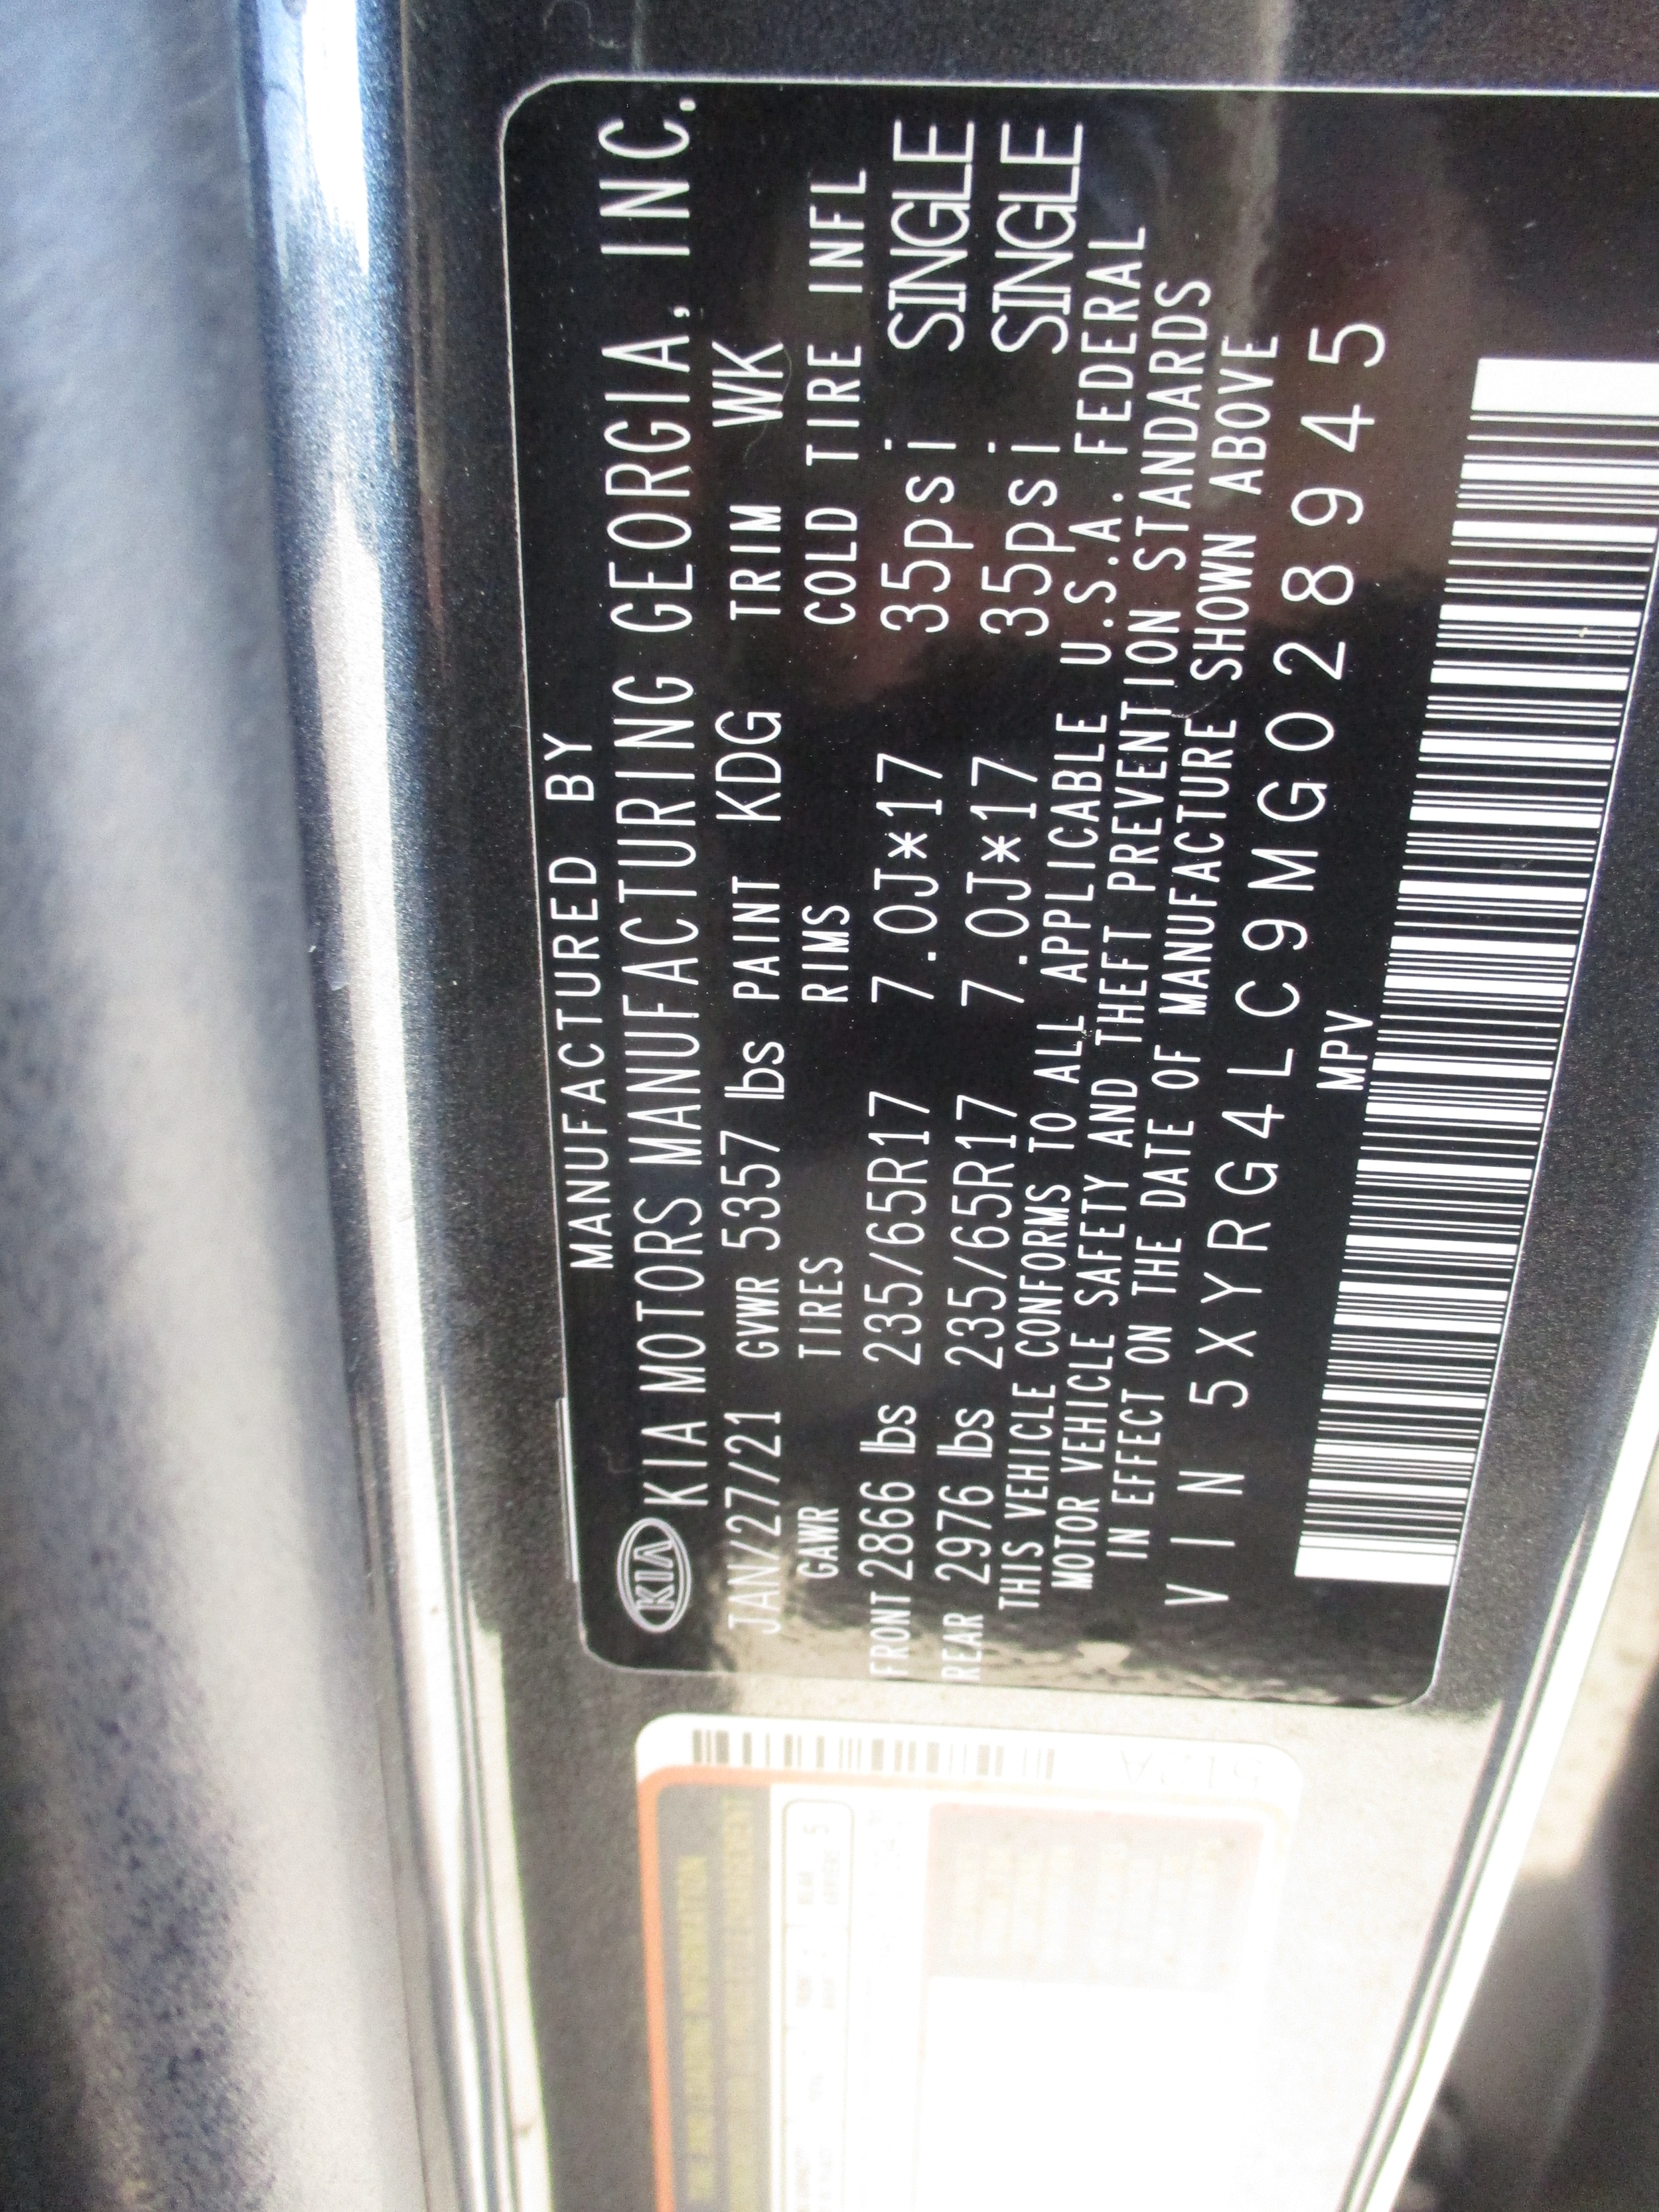 MANUFACTURED BY
KIA KIA MOTORS MANUFACTURING GEORGIA, INC.
JAN/27/21 GVWR 5357 lbs PAINT KDG TRIM WK
GAWR TIRES RIMS COLD TIRE INFL
FRONT 2866 lbs 235/65R17 7.0J*17 35psi SINGLE
REAR 2976 lbs 235/65R17 7.0J*17 35psi SINGLE
THIS VEHICLE CONFORMS TO ALL APPLICABLE U.S.A. FEDERAL
MOTOR VEHICLE SAFETY AND THEFT PREVENTION STANDARDS
IN EFFECT ON THE DATE OF MANUFACTURE SHOWN ABOVE
VIN 5XYRG4LC9MG028945
MPV